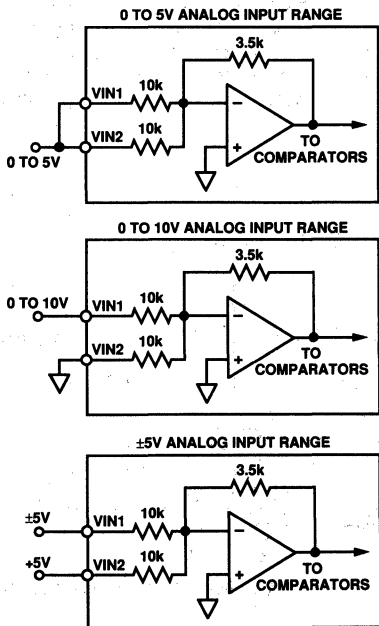 0 TO 5V ANALOG INPUT RANGE
3.5k
10k
VIN1
10k
VIN2
0 TO 5V
−
+
TO
COMPARATORS
0 TO 10V ANALOG INPUT RANGE
3.5k
0 TO 10V
VIN1
10k
VIN2
10k
−
+
TO
COMPARATORS
±5V ANALOG INPUT RANGE
3.5k
±5V
VIN1
10k
+5V
VIN2
10k
−
+
TO
COMPARATORS